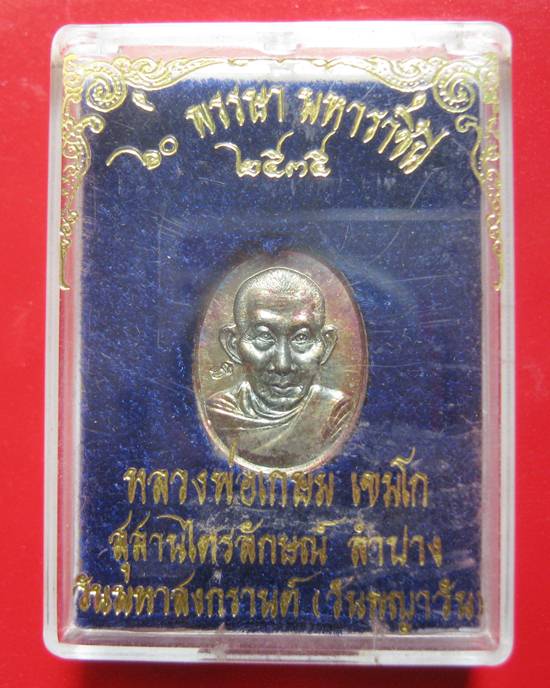 ๖๐ พรรษา มหาราชินี
๒๕๓๕
หลวงพ่อเกษม เขมโก
สุสานไตรลักษณ์ ลำปาง
วันมหาสงกรานต์ (วันพญาวัน)